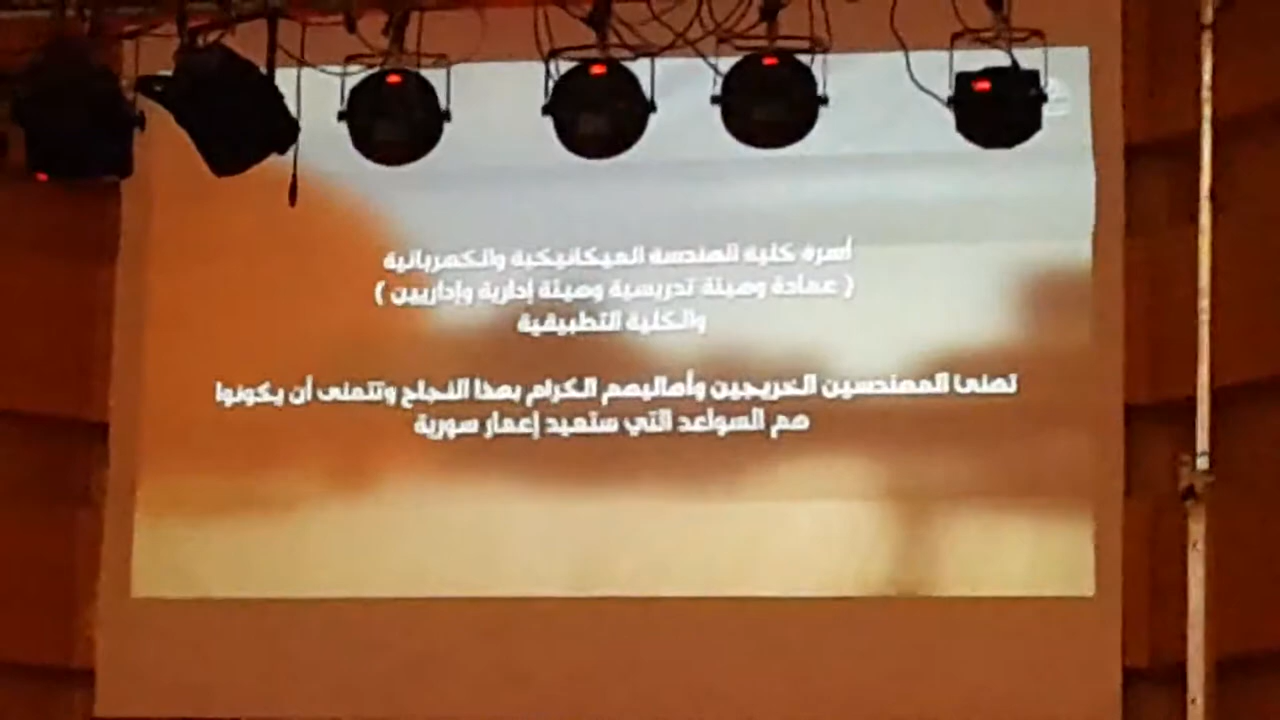 أسرة كلية الهندسة الميكانيكية والكهربائية
( عمادة وهيئة تدريسية وهيئة إدارية وإداريين )
والكلية التطبيقية
تهنئ المهندسين الخريجين وأهاليهم الكرام بهذا النجاح وتتمنى أن يكونوا
هم السواعد التي ستعيد إعمار سورية